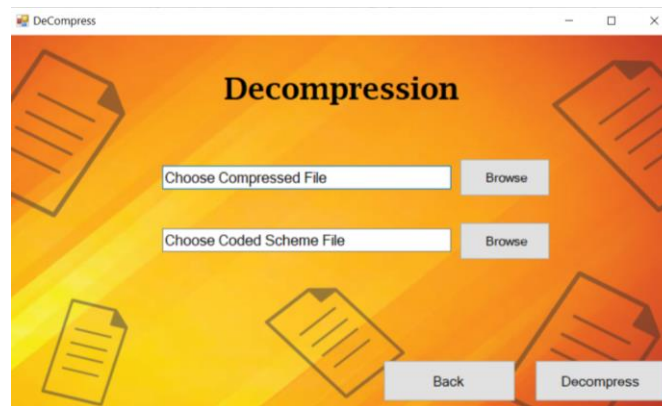 DeCompress
Decompression
Choose Compressed File
Browse
Choose Coded Scheme File
Browse
Back
Decompress